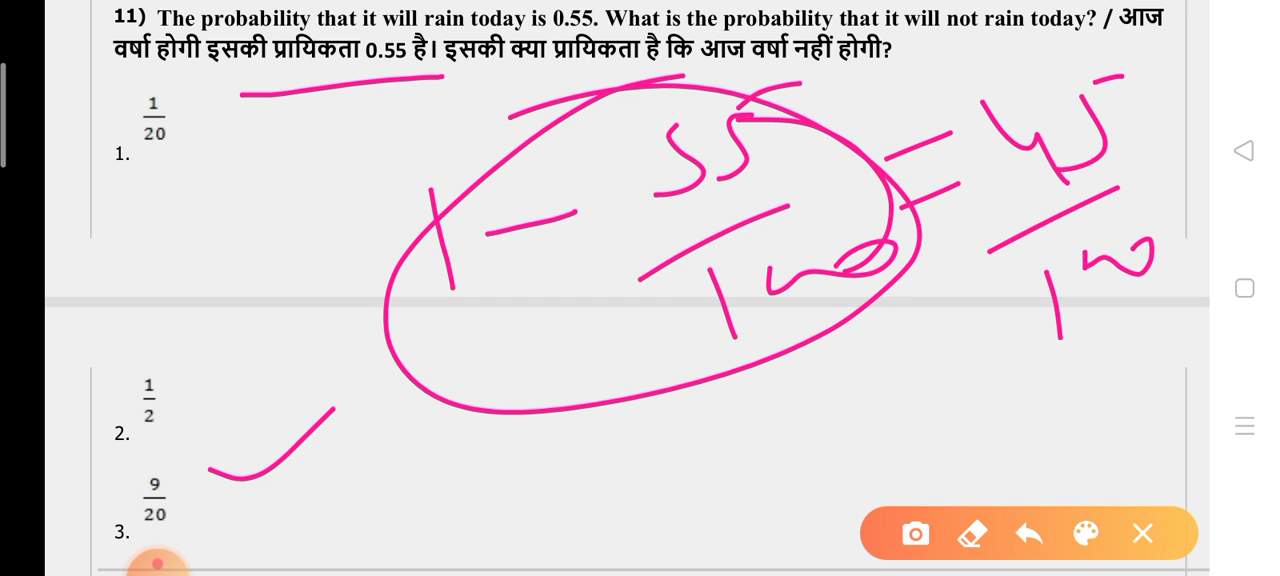 11) The probability that it will rain today is 0.55. What is the probability that it will not rain today? / आज
वर्षा होगी इसकी प्रायिकता 0.55 है। इसकी क्या प्रायिकता है कि आज वर्षा नहीं होगी?
1. 1/20
1 - 55/100 = 45/100
2. 1/2
3. 9/20